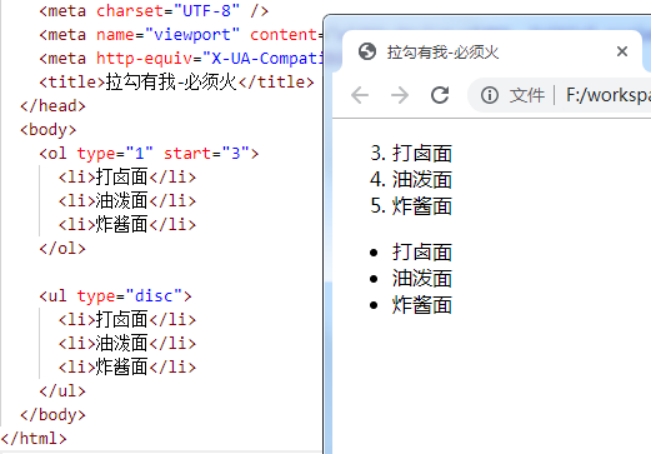 <meta charset="UTF-8" />
<meta name="viewport" content=
<meta http-equiv="X-UA-Compati
<title>拉勾有我-必须火</title>
</head>
<body>
<ol type="1" start="3">
<li>打卤面</li>
<li>油泼面</li>
<li>炸酱面</li>
</ol>
<ul type="disc">
<li>打卤面</li>
<li>油泼面</li>
<li>炸酱面</li>
</ul>
</body>
</html>
拉勾有我-必须火
文件 F:/workspa
3. 打卤面
4. 油泼面
5. 炸酱面
• 打卤面
• 油泼面
• 炸酱面